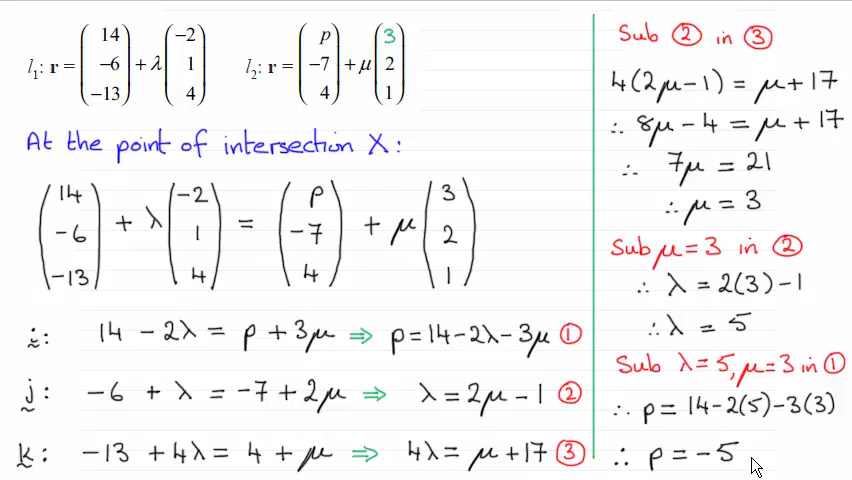 l₁: r = (14, −6, −13) + λ(−2, 1, 4)    l₂: r = (p, −7, 4) + μ(3, 2, 1)
At the point of intersection X:
(14, −6, −13) + λ(−2, 1, 4) = (p, −7, 4) + μ(3, 2, 1)
i: 14 − 2λ = p + 3μ ⇒ p = 14 − 2λ − 3μ ①
j: −6 + λ = −7 + 2μ ⇒ λ = 2μ − 1 ②
k: −13 + 4λ = 4 + μ ⇒ 4λ = μ + 17 ③
Sub ② in ③
4(2μ − 1) = μ + 17
∴ 8μ − 4 = μ + 17
∴ 7μ = 21
∴ μ = 3
Sub μ = 3 in ②
∴ λ = 2(3) − 1
∴ λ = 5
Sub λ = 5, μ = 3 in ①
∴ p = 14 − 2(5) − 3(3)
∴ p = −5